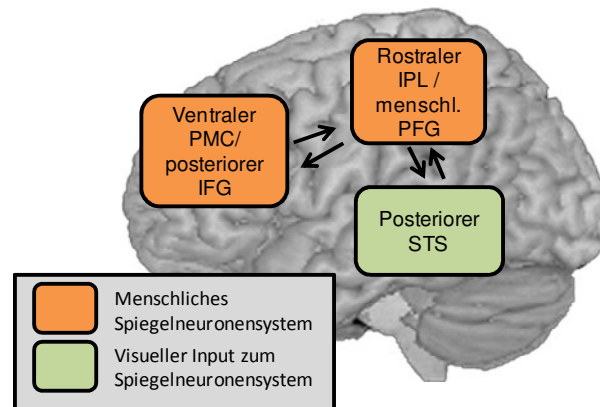 Rostraler
IPL /
menschl.
PFG
Ventraler
PMC/
posteriorer
IFG
Posteriorer
STS
Menschliches
Spiegelneuronensystem
Visueller Input zum
Spiegelneuronensystem